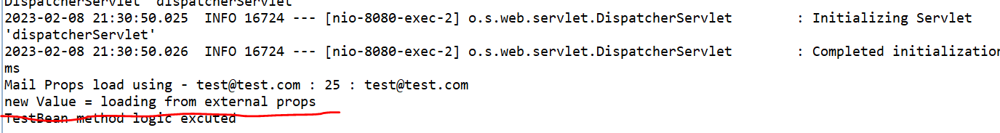 DispatcherServlet 'dispatcherServlet'
2023-02-08 21:30:50.025  INFO 16724 --- [nio-8080-exec-2] o.s.web.servlet.DispatcherServlet        : Initializing Servlet
'dispatcherServlet'
2023-02-08 21:30:50.026  INFO 16724 --- [nio-8080-exec-2] o.s.web.servlet.DispatcherServlet        : Completed initialization
ms
Mail Props load using - test@test.com : 25 : test@test.com
new Value = loading from external props
TestBean method logic excuted